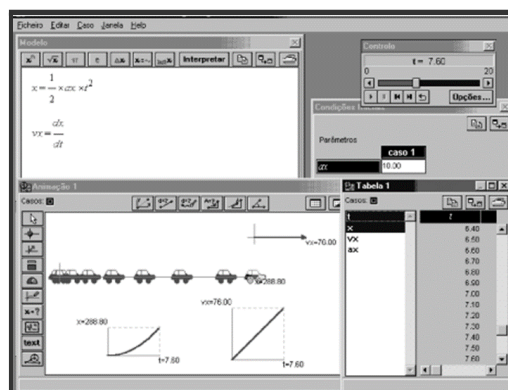 Ficheiro Editar Caso Janela Help
Modelo
Interpretar
x = 1/2 × ax × t²
vx = dx/dt
Controlo
t = 7.60
0 20
Opções...
Condições
Parâmetros
caso 1
ax 10.00
Animação 1
Casos:
vx=76.00
x=288.80
x=288.80
t=7.60
vx=76.00
t=7.60
text
Tabela 1
Casos:
t
x
vx
ax
t
6.40
6.50
6.60
6.70
6.80
6.90
7.00
7.10
7.20
7.30
7.40
7.50
7.60